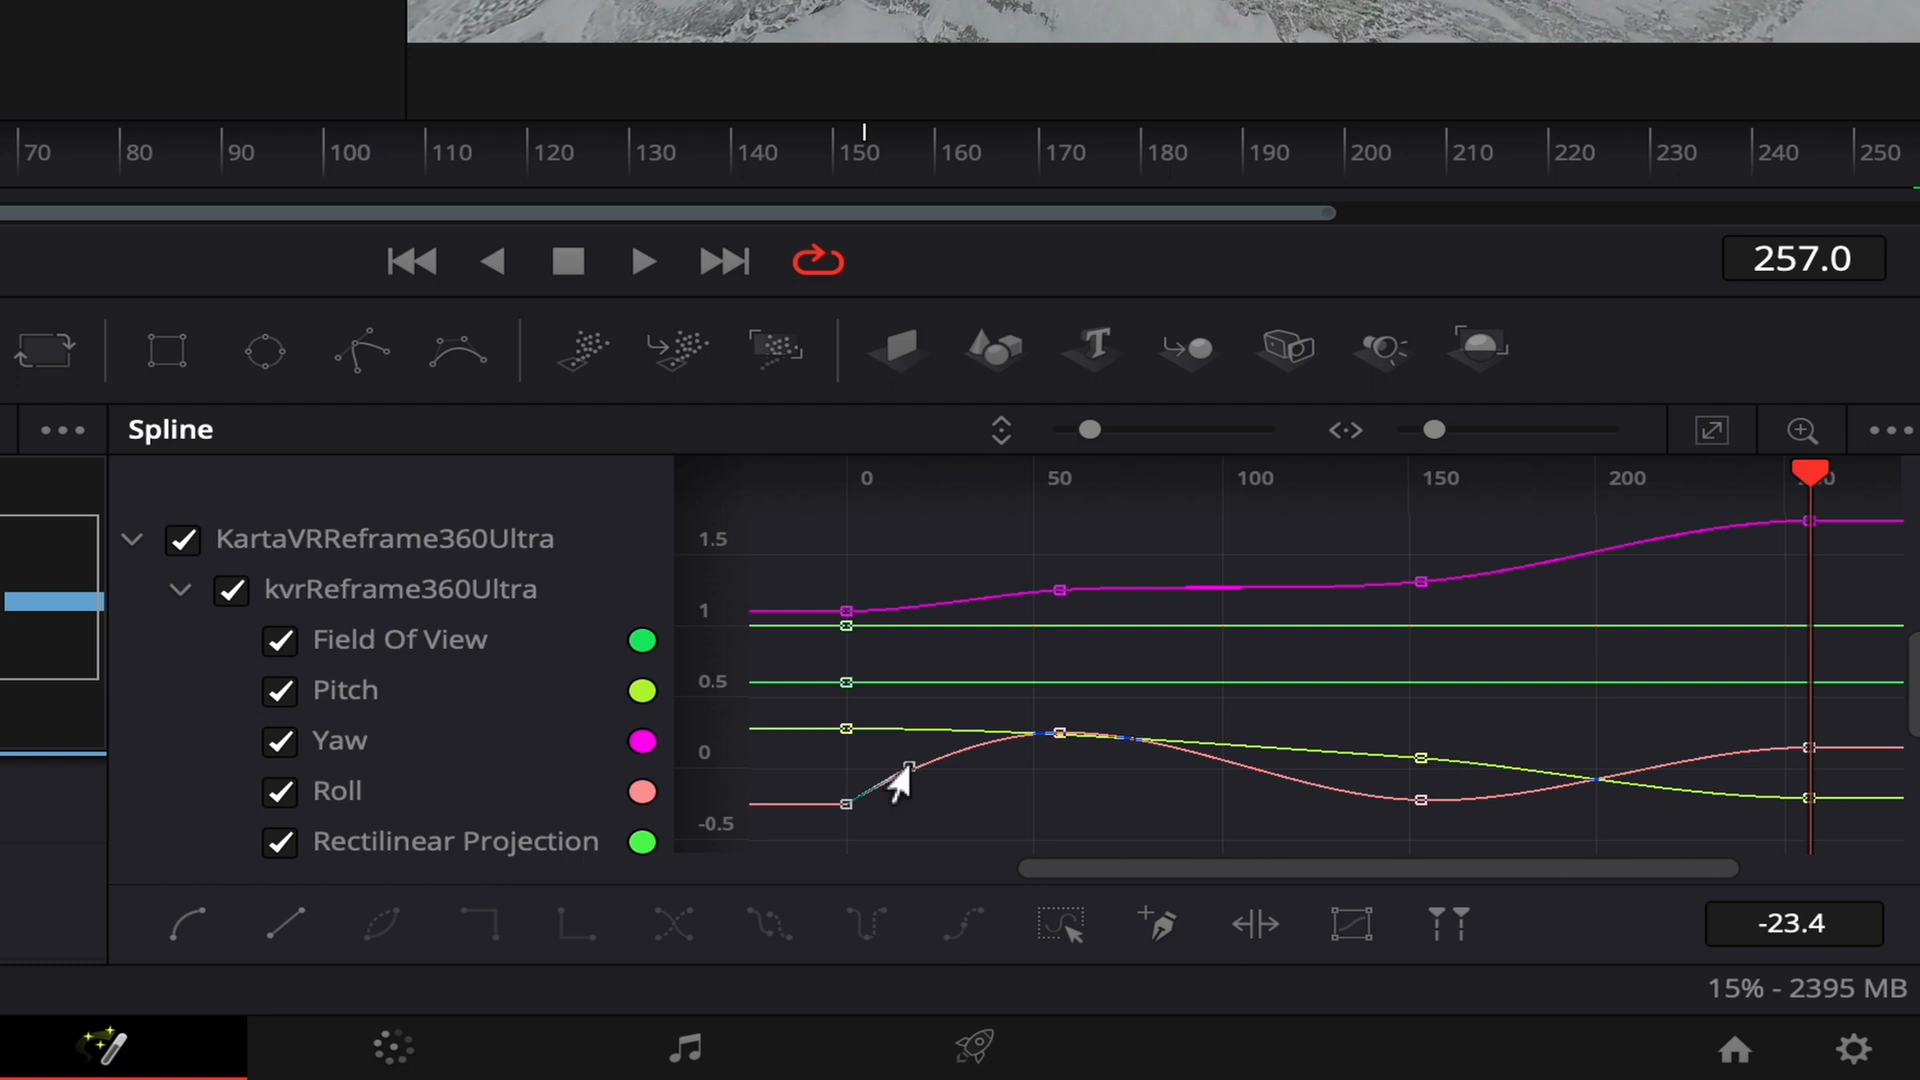 70 80 90 100 110 120 130 140 150 160 170 180 190 200 210 220 230 240 250
257.0
Spline
0 50 100 150 200
KartaVRReframe360Ultra
kvrReframe360Ultra
Field Of View
Pitch
Yaw
Roll
Rectilinear Projection
1.5
1
0.5
0
-0.5
-23.4
15% - 2395 MB